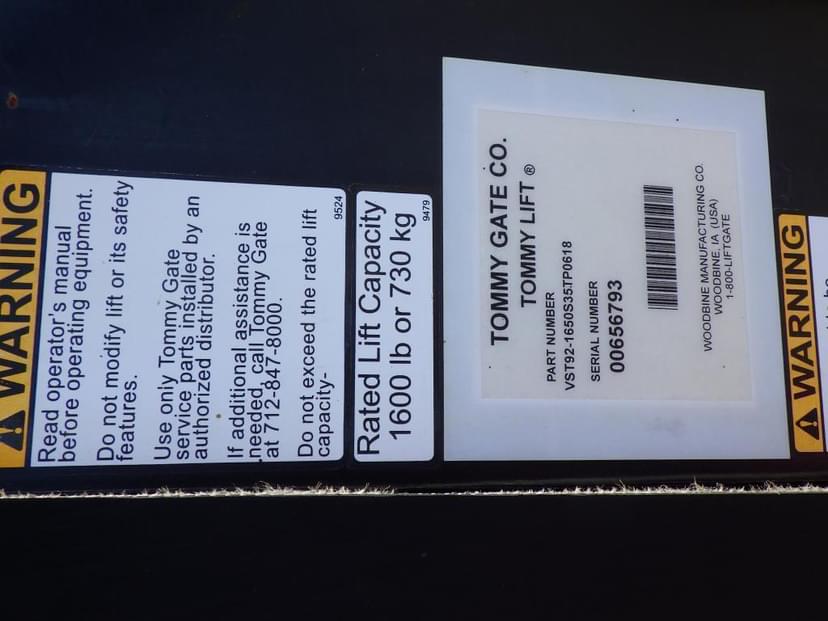 WARNING
Read operator's manual
before operating equipment.
Do not modify lift or its safety
features.
Use only Tommy Gate
service parts installed by an
authorized distributor.
If additional assistance is
needed, call Tommy Gate
at 712-847-8000.
Do not exceed the rated lift
capacity-
9524
Rated Lift Capacity
1600 lb or 730 kg
9479
TOMMY GATE CO.
TOMMY LIFT ®
PART NUMBER
VST92-1650S35TP0618
SERIAL NUMBER
00656793
WOODBINE MANUFACTURING CO.
WOODBINE, IA (USA)
1-800-LIFTGATE
WARNING